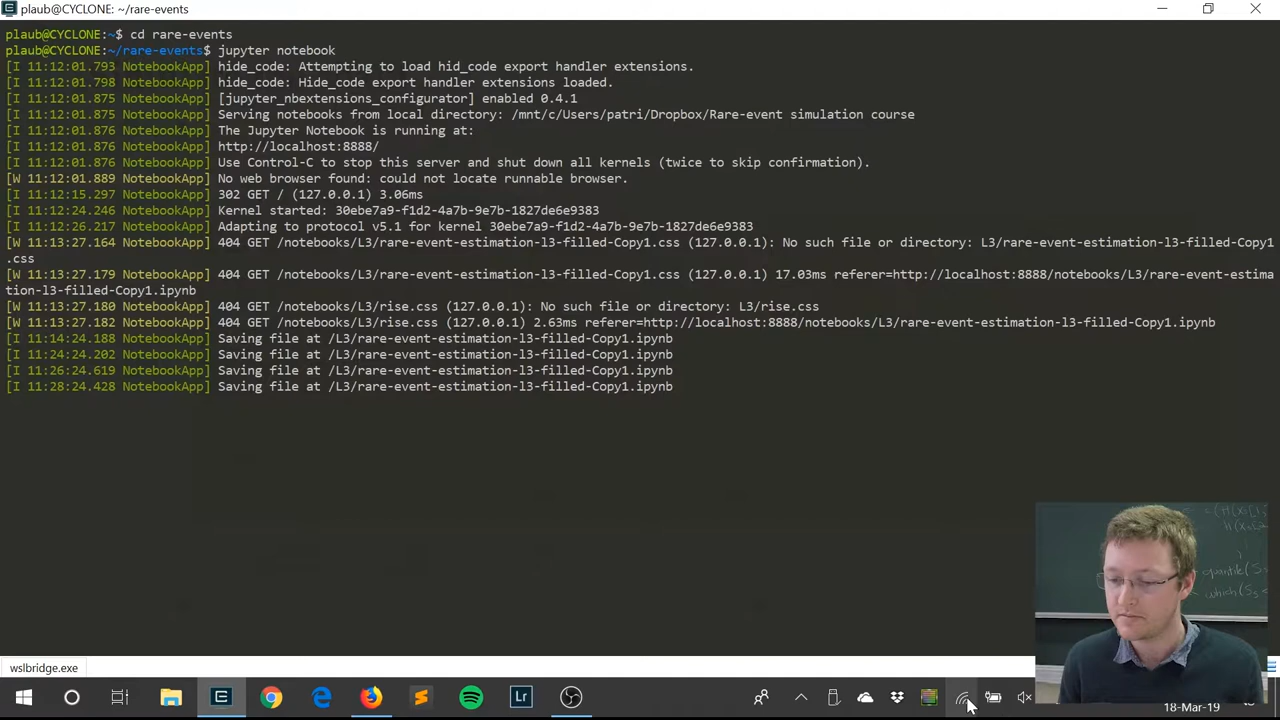 plaub@CYCLONE: ~/rare-events
plaub@CYCLONE:~$ cd rare-events
plaub@CYCLONE:~/rare-events$ jupyter notebook
[I 11:12:01.793 NotebookApp] hide_code: Attempting to load hid_code export handler extensions.
[I 11:12:01.798 NotebookApp] hide_code: Hide_code export handler extensions loaded.
[I 11:12:01.875 NotebookApp] [jupyter_nbextensions_configurator] enabled 0.4.1
[I 11:12:01.875 NotebookApp] Serving notebooks from local directory: /mnt/c/Users/patri/Dropbox/Rare-event simulation course
[I 11:12:01.876 NotebookApp] The Jupyter Notebook is running at:
[I 11:12:01.876 NotebookApp] http://localhost:8888/
[I 11:12:01.876 NotebookApp] Use Control-C to stop this server and shut down all kernels (twice to skip confirmation).
[W 11:12:01.889 NotebookApp] No web browser found: could not locate runnable browser.
[I 11:12:15.297 NotebookApp] 302 GET / (127.0.0.1) 3.06ms
[I 11:12:24.246 NotebookApp] Kernel started: 30ebe7a9-f1d2-4a7b-9e7b-1827de6e9383
[I 11:12:26.217 NotebookApp] Adapting to protocol v5.1 for kernel 30ebe7a9-f1d2-4a7b-9e7b-1827de6e9383
[W 11:13:27.164 NotebookApp] 404 GET /notebooks/L3/rare-event-estimation-l3-filled-Copy1.css (127.0.0.1): No such file or directory: L3/rare-event-estimation-l3-filled-Copy1
.css
[W 11:13:27.179 NotebookApp] 404 GET /notebooks/L3/rare-event-estimation-l3-filled-Copy1.css (127.0.0.1) 17.03ms referer=http://localhost:8888/notebooks/L3/rare-event-estima
tion-l3-filled-Copy1.ipynb
[W 11:13:27.180 NotebookApp] 404 GET /notebooks/L3/rise.css (127.0.0.1): No such file or directory: L3/rise.css
[W 11:13:27.182 NotebookApp] 404 GET /notebooks/L3/rise.css (127.0.0.1) 2.63ms referer=http://localhost:8888/notebooks/L3/rare-event-estimation-l3-filled-Copy1.ipynb
[I 11:14:24.188 NotebookApp] Saving file at /L3/rare-event-estimation-l3-filled-Copy1.ipynb
[I 11:24:24.202 NotebookApp] Saving file at /L3/rare-event-estimation-l3-filled-Copy1.ipynb
[I 11:26:24.619 NotebookApp] Saving file at /L3/rare-event-estimation-l3-filled-Copy1.ipynb
[I 11:28:24.428 NotebookApp] Saving file at /L3/rare-event-estimation-l3-filled-Copy1.ipynb
quantile(S
which(S
wslbridge.exe
Lr
18-Mar-19